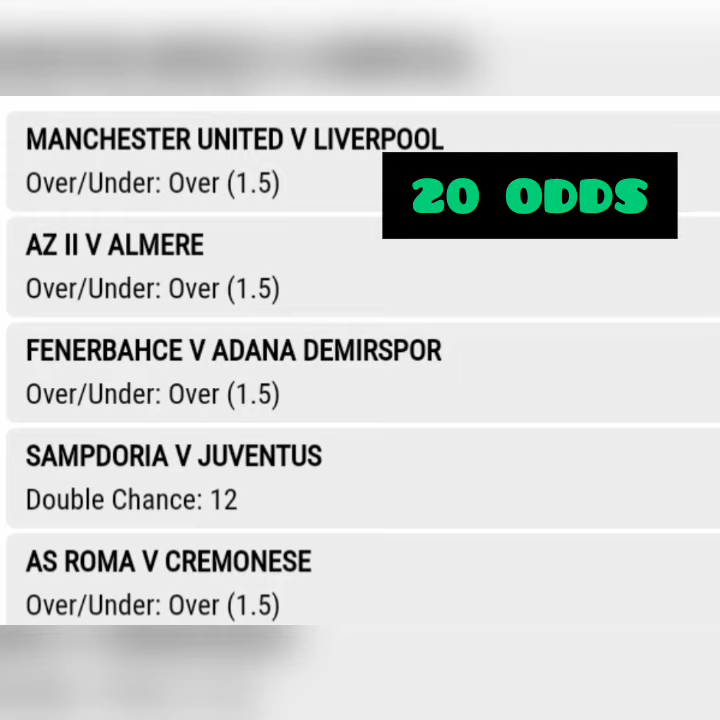 MANCHESTER UNITED V LIVERPOOL
Over/Under: Over (1.5)
20 ODDS
AZ II V ALMERE
Over/Under: Over (1.5)
FENERBAHCE V ADANA DEMIRSPOR
Over/Under: Over (1.5)
SAMPDORIA V JUVENTUS
Double Chance: 12
AS ROMA V CREMONESE
Over/Under: Over (1.5)